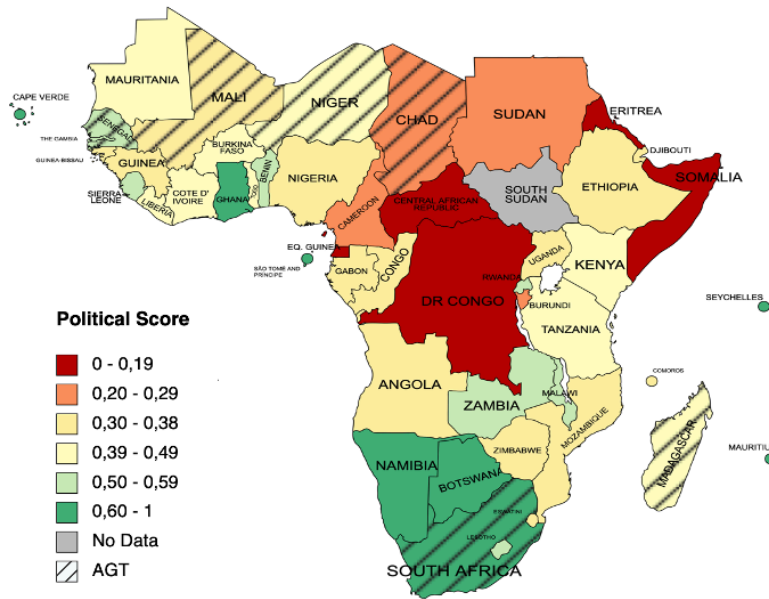 CAPE VERDE
MAURITANIA
MALI
NIGER
CHAD
SUDAN
ERITREA
SENEGAL
THE GAMBIA
GUINEA-BISSAU
GUINEA
BURKINA
FASO
BENIN
TOGO
DJIBOUTI
SIERRA
LEONE
LIBERIA
COTE D'
IVOIRE
GHANA
NIGERIA
CAMEROON
CENTRAL AFRICAN
REPUBLIC
SOUTH
SUDAN
ETHIOPIA
SOMALIA
EQ. GUINEA
SÃO TOMÉ AND
PRÍNCIPE
GABON
CONGO
DR CONGO
UGANDA
KENYA
RWANDA
BURUNDI
TANZANIA
SEYCHELLES
COMOROS
ANGOLA
ZAMBIA
MALAWI
MOZAMBIQUE
ZIMBABWE
MADAGASCAR
MAURITIU
NAMIBIA
BOTSWANA
ESWATINI
LESOTHO
SOUTH AFRICA
Political Score
0 - 0,19
0,20 - 0,29
0,30 - 0,38
0,39 - 0,49
0,50 - 0,59
0,60 - 1
No Data
AGT